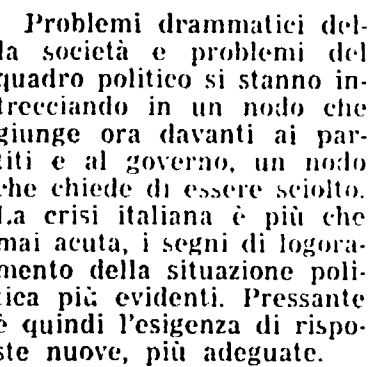 Problemi drammatici del-
la società e problemi del
quadro politico si stanno in-
trecciando in un nodo che
giunge ora davanti ai par-
titi e al governo, un nodo
che chiede di essere sciolto.
La crisi italiana è più che
mai acuta, i segni di logora-
mento della situazione poli-
tica più evidenti. Pressante
è quindi l'esigenza di rispo-
ste nuove, più adeguate.